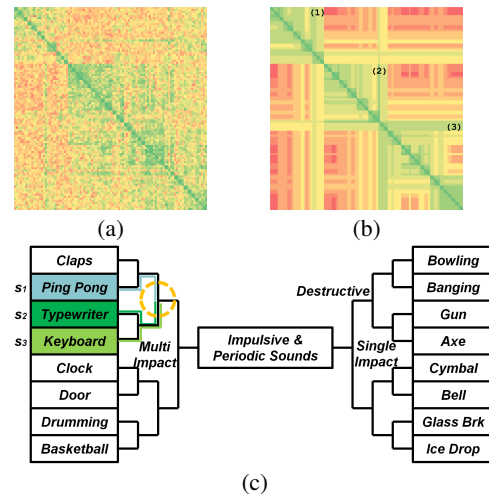 (1)
(2)
(3)
(a)
(b)
Claps
s1 Ping Pong
s2 Typewriter
s3 Keyboard
Clock
Door
Drumming
Basketball
Multi
Impact
Impulsive &
Periodic Sounds
Destructive
Single
Impact
Bowling
Banging
Gun
Axe
Cymbal
Bell
Glass Brk
Ice Drop
(c)